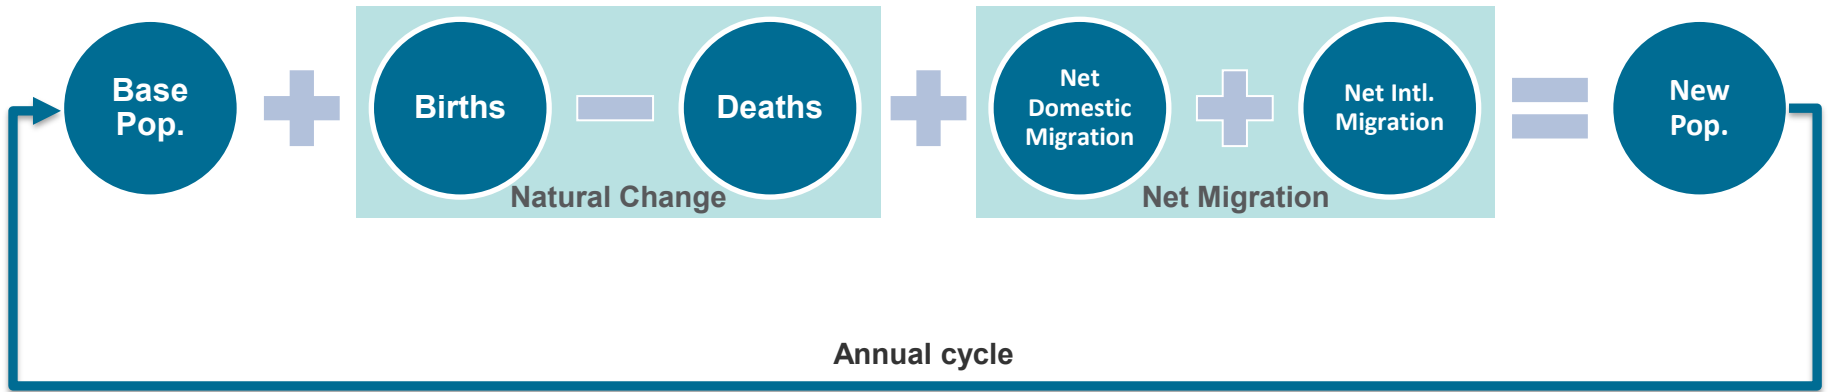 Base
Pop.
Births
Deaths
Natural Change
Net
Domestic
Migration
Net Intl.
Migration
Net Migration
New
Pop.
Annual cycle